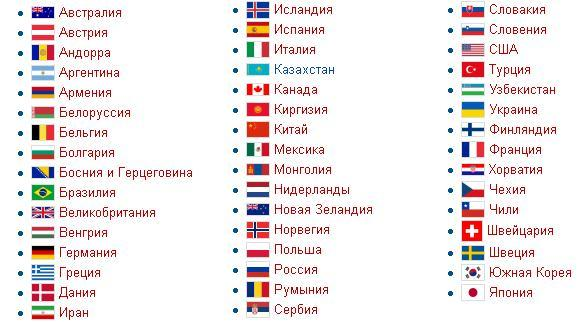 Австралия
Австрия
Андорра
Аргентина
Армения
Белоруссия
Бельгия
Болгария
Босния и Герцеговина
Бразилия
Великобритания
Венгрия
Германия
Греция
Дания
Иран
Исландия
Испания
Италия
Казахстан
Канада
Киргизия
Китай
Мексика
Монголия
Нидерланды
Новая Зеландия
Норвегия
Польша
Россия
Румыния
Сербия
Словакия
Словения
США
Турция
Узбекистан
Украина
Финляндия
Франция
Хорватия
Чехия
Чили
Швейцария
Швеция
Южная Корея
Япония